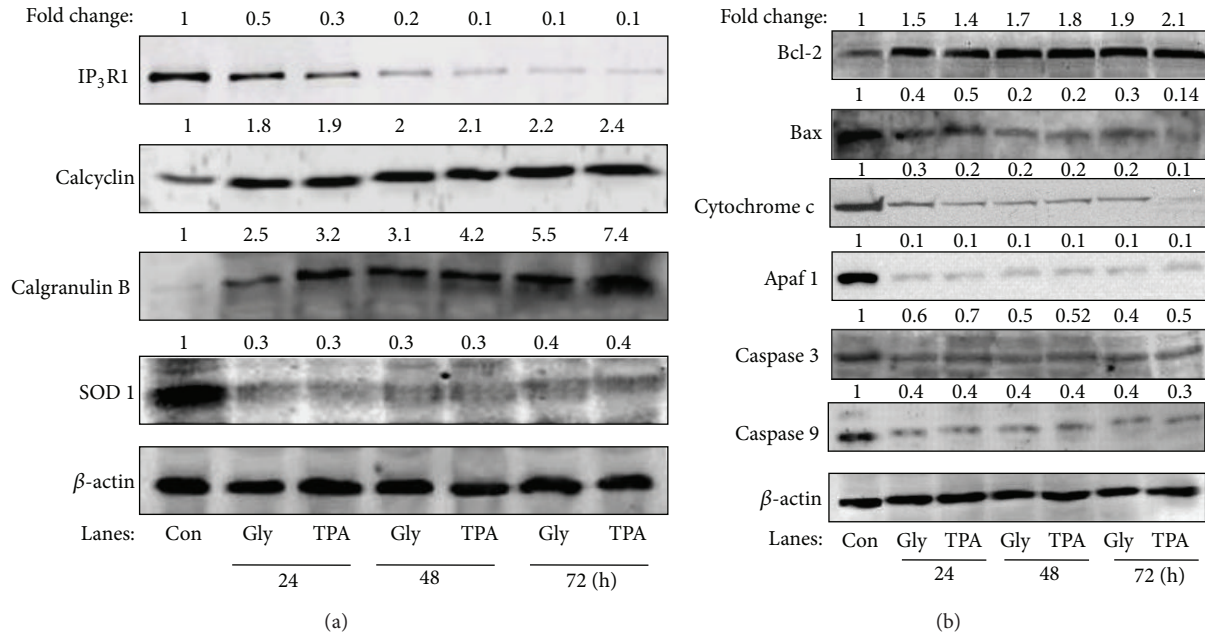 Fold change: 1 0.5 0.3 0.2 0.1 0.1 0.1
IP3R1
1 1.8 1.9 2 2.1 2.2 2.4
Calcyclin
1 2.5 3.2 3.1 4.2 5.5 7.4
Calgranulin B
1 0.3 0.3 0.3 0.3 0.4 0.4
SOD 1
β-actin
Lanes: Con Gly TPA Gly TPA Gly TPA
24 48 72 (h)
(a)
Fold change: 1 1.5 1.4 1.7 1.8 1.9 2.1
Bcl-2
1 0.4 0.5 0.2 0.2 0.3 0.14
Bax
1 0.3 0.2 0.2 0.2 0.2 0.1
Cytochrome c
1 0.1 0.1 0.1 0.1 0.1 0.1
Apaf 1
1 0.6 0.7 0.5 0.52 0.4 0.5
Caspase 3
1 0.4 0.4 0.4 0.4 0.4 0.3
Caspase 9
β-actin
Lanes: Con Gly TPA Gly TPA Gly TPA
24 48 72 (h)
(b)